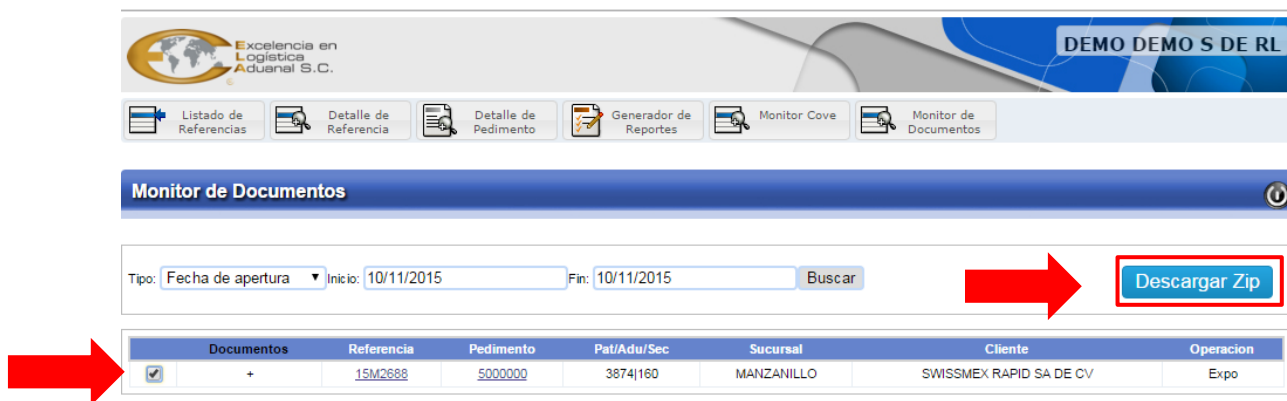 Excelencia en
Logística
Aduanal S.C.
DEMO DEMO S DE RL
Listado de
Referencias
Detalle de
Referencia
Detalle de
Pedimento
Generador de
Reportes
Monitor Cove
Monitor de
Documentos
Monitor de Documentos
Tipo: Fecha de apertura Inicio: 10/11/2015 Fin: 10/11/2015 Buscar Descargar Zip
Documentos Referencia Pedimento Pat/Adu/Sec Sucursal Cliente Operacion
+ 15M2688 5000000 3874|160 MANZANILLO SWISSMEX RAPID SA DE CV Expo